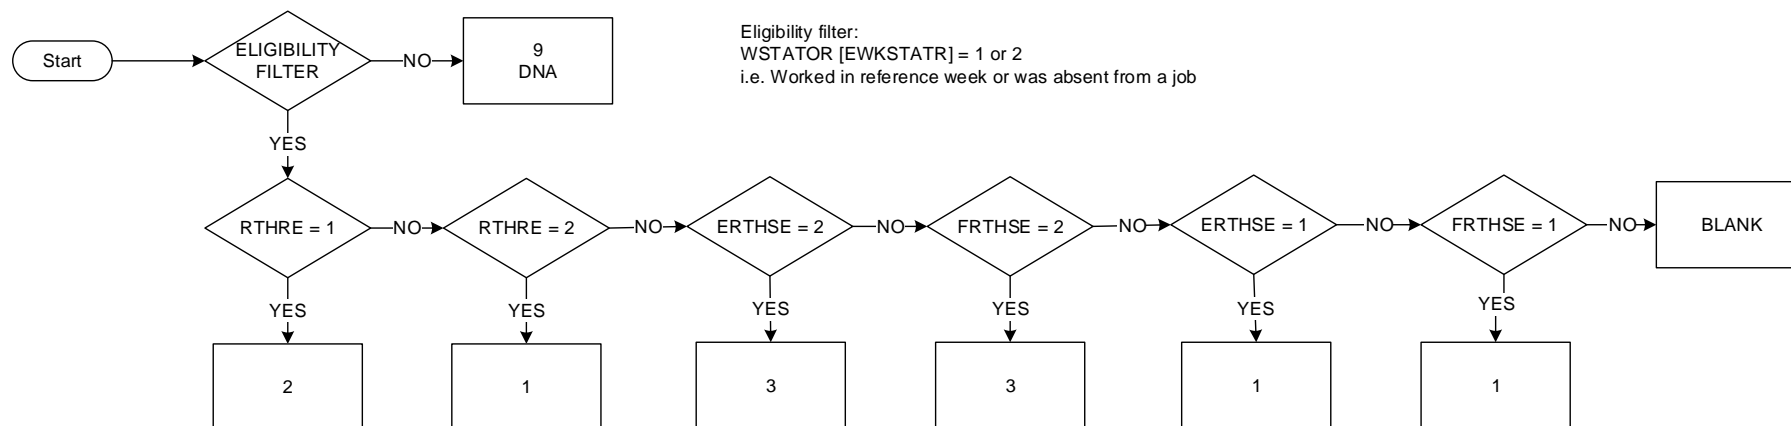 Start
ELIGIBILITY
FILTER
NO
9
DNA
Eligibility filter:
WSTATOR [EWKSTATR] = 1 or 2
i.e. Worked in reference week or was absent from a job
YES
RTHRE = 1
NO
RTHRE = 2
NO
ERTHSE = 2
NO
FRTHSE = 2
NO
ERTHSE = 1
NO
FRTHSE = 1
NO
BLANK
YES
YES
YES
YES
YES
YES
2
1
3
3
1
1